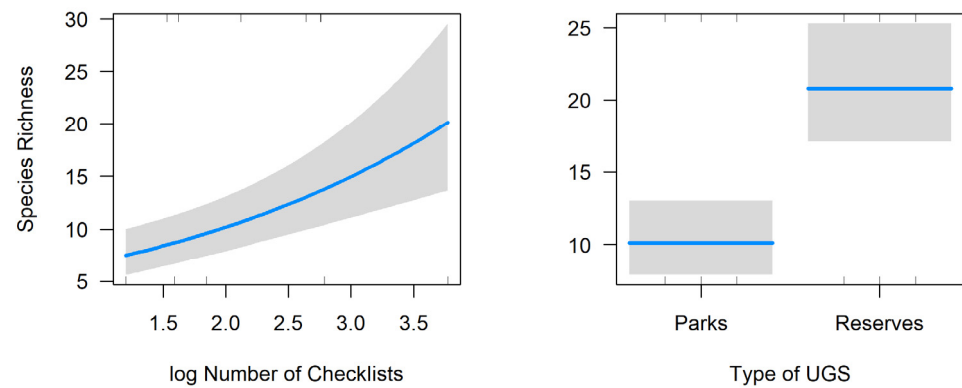 Species Richness
30
25
20
15
10
5
1.5 2.0 2.5 3.0 3.5
log Number of Checklists
25
20
15
10
Parks Reserves
Type of UGS